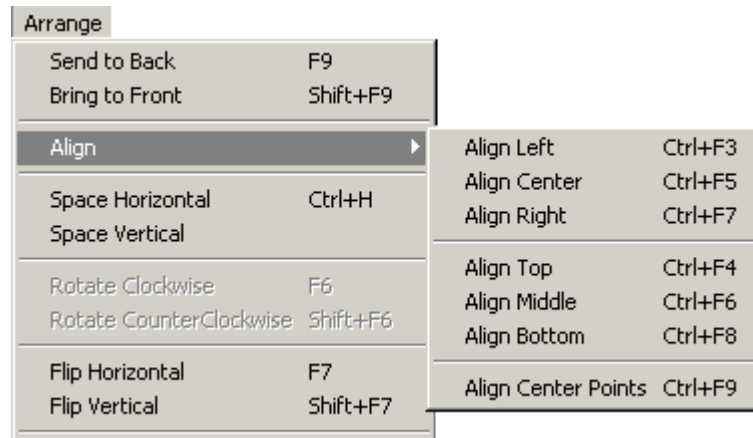 Arrange
Send to Back F9
Bring to Front Shift+F9
Align
Space Horizontal Ctrl+H
Space Vertical
Rotate Clockwise F6
Rotate CounterClockwise Shift+F6
Flip Horizontal F7
Flip Vertical Shift+F7
Align Left Ctrl+F3
Align Center Ctrl+F5
Align Right Ctrl+F7
Align Top Ctrl+F4
Align Middle Ctrl+F6
Align Bottom Ctrl+F8
Align Center Points Ctrl+F9